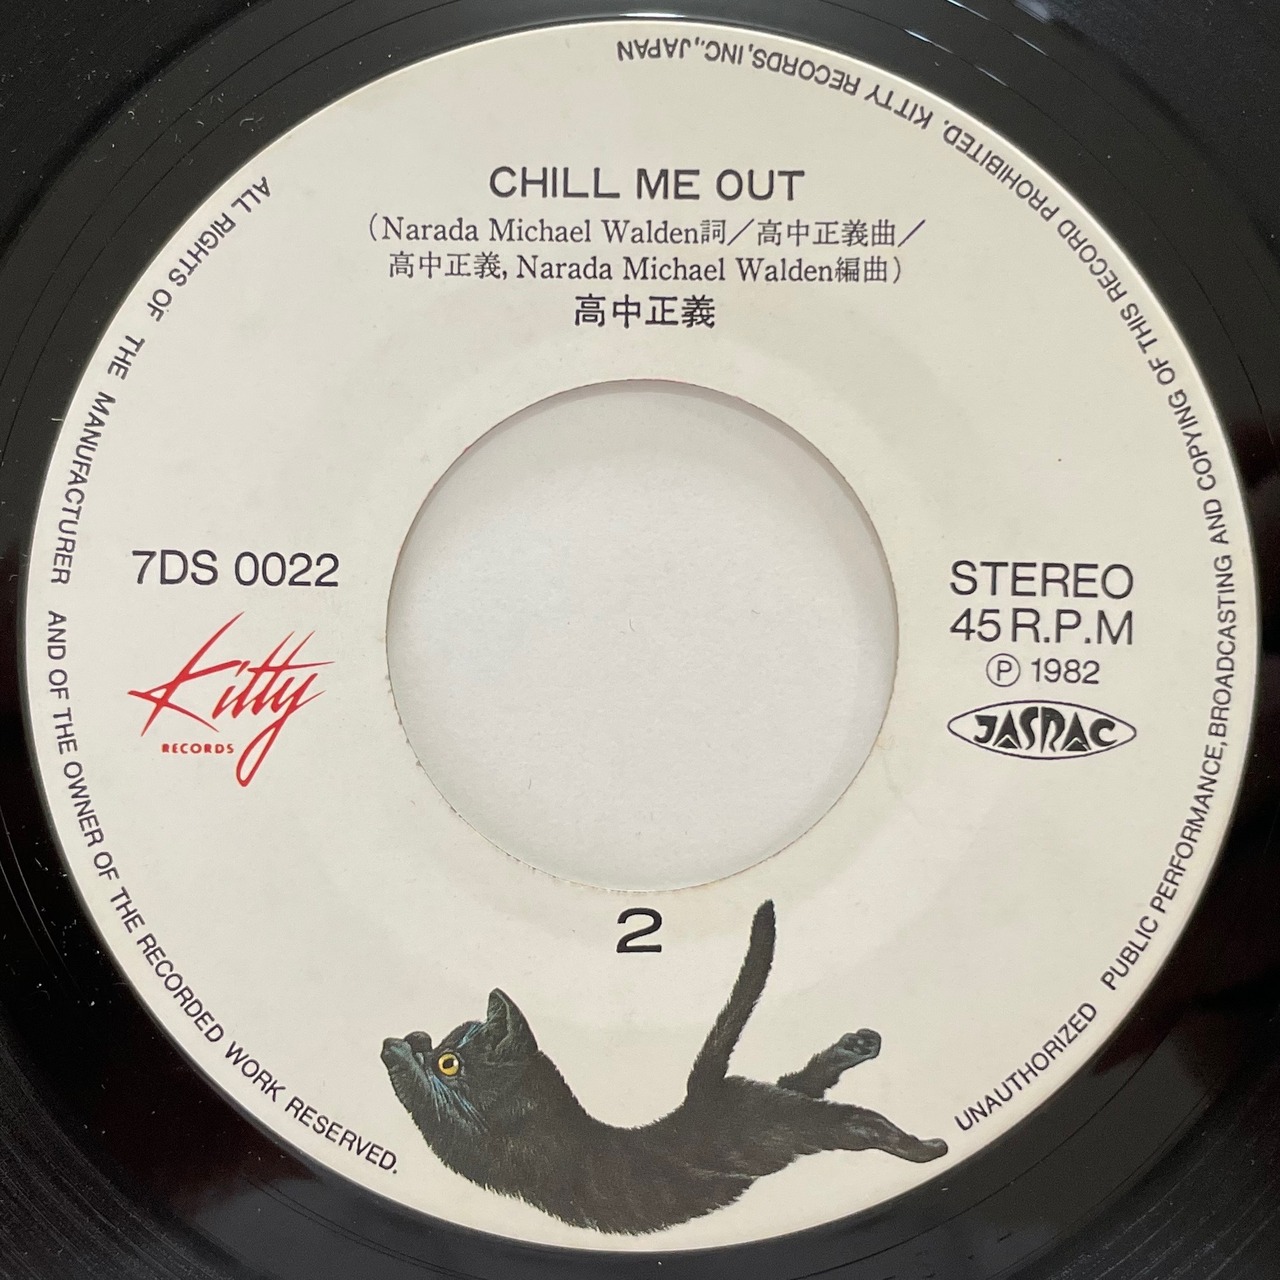 CHILL ME OUT
(Narada Michael Walden詞／高中正義曲／
高中正義, Narada Michael Walden編曲)
高中正義
7DS 0022
Kitty
RECORDS
STEREO
45 R.P.M
Ⓟ 1982
JASRAC
2
ALL RIGHTS OF THE MANUFACTURER AND OF THE OWNER OF THE RECORDED WORK RESERVED.
UNAUTHORIZED PUBLIC PERFORMANCE, BROADCASTING AND COPYING OF THIS RECORD PROHIBITED. KITTY RECORDS, INC., JAPAN